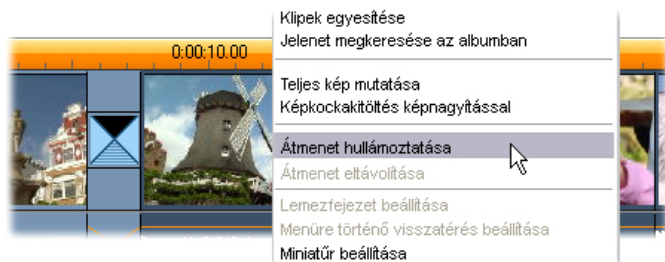 Klipek egyesítése
Jelenet megkeresése az albumban
0:00:10.00
Teljes kép mutatása
Képkockakitöltés képnagyítással
Átmenet hullámoztatása
Átmenet eltávolítása
Lemezfejezet beállítása
Menüre történő visszatérés beállítása
Miniatűr beállítása